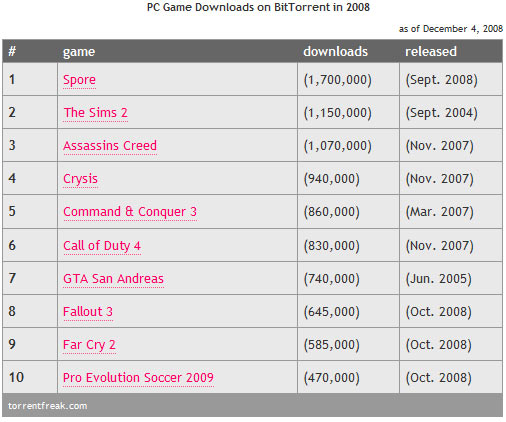 PC Game Downloads on BitTorrent in 2008
as of December 4, 2008
# game downloads released
1 Spore (1,700,000) (Sept. 2008)
2 The Sims 2 (1,150,000) (Sept. 2004)
3 Assassins Creed (1,070,000) (Nov. 2007)
4 Crysis (940,000) (Nov. 2007)
5 Command & Conquer 3 (860,000) (Mar. 2007)
6 Call of Duty 4 (830,000) (Nov. 2007)
7 GTA San Andreas (740,000) (Jun. 2005)
8 Fallout 3 (645,000) (Oct. 2008)
9 Far Cry 2 (585,000) (Oct. 2008)
10 Pro Evolution Soccer 2009 (470,000) (Oct. 2008)
torrentfreak.com